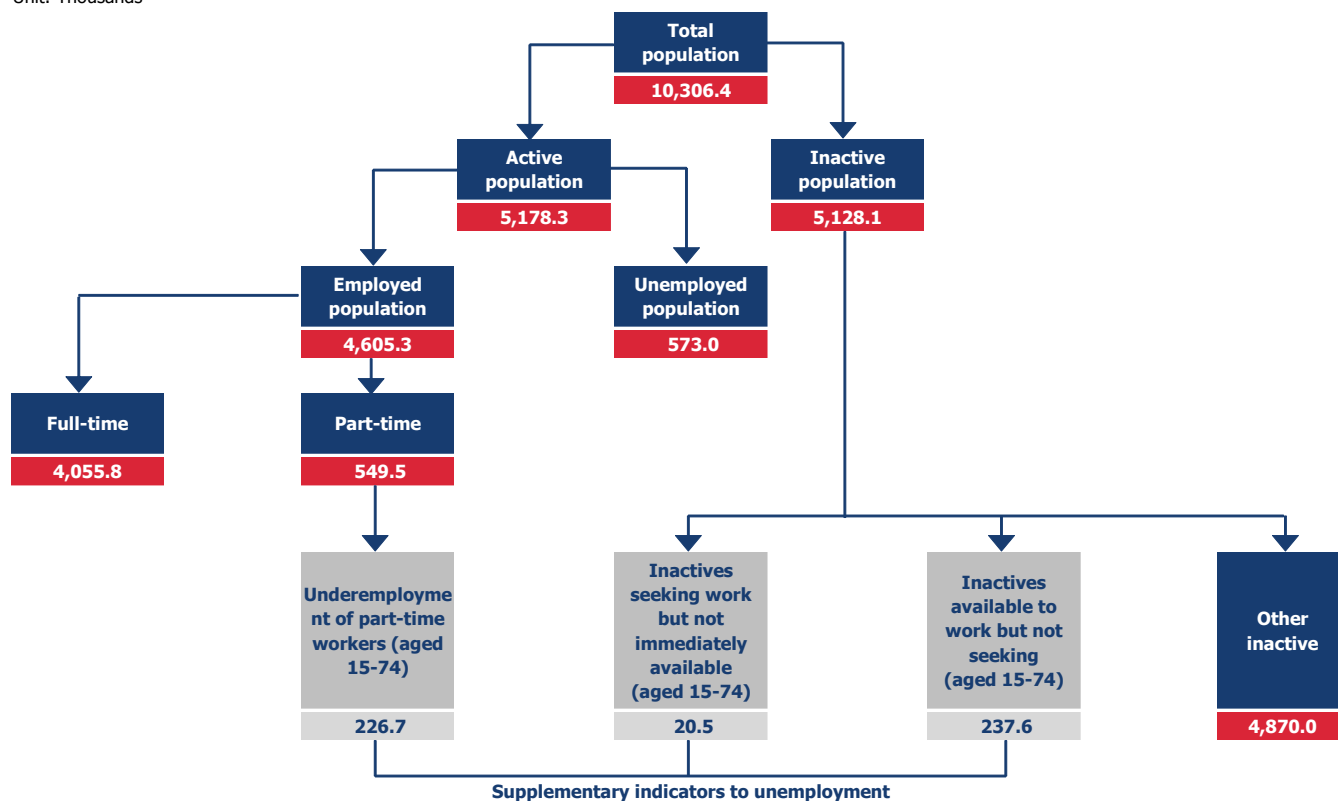 Unit: Thousands
Total
population
10,306.4
Active
population
5,178.3
Inactive
population
5,128.1
Employed
population
4,605.3
Unemployed
population
573.0
Full-time
4,055.8
Part-time
549.5
Underemployme
nt of part-time
workers (aged
15-74)
226.7
Inactives
seeking work
but not
immediately
available
(aged 15-74)
20.5
Inactives
available to
work but not
seeking
(aged 15-74)
237.6
Other
inactive
4,870.0
Supplementary indicators to unemployment